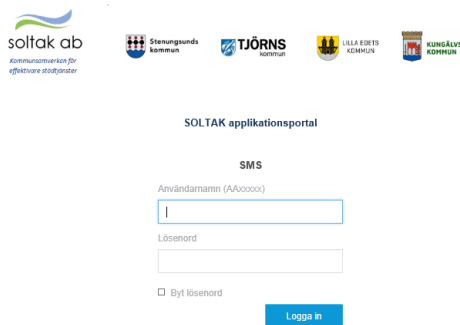 soltak ab
Kommunsamverkan för
effektivare stödtjänster
Stenungsunds
kommun
TJÖRNS
kommun
LILLA EDETS
KOMMUN
KUNGÄLVS
KOMMUN
SOLTAK applikationsportal
SMS
Användarnamn (AAxxxxx)
Lösenord
Byt lösenord
Logga in